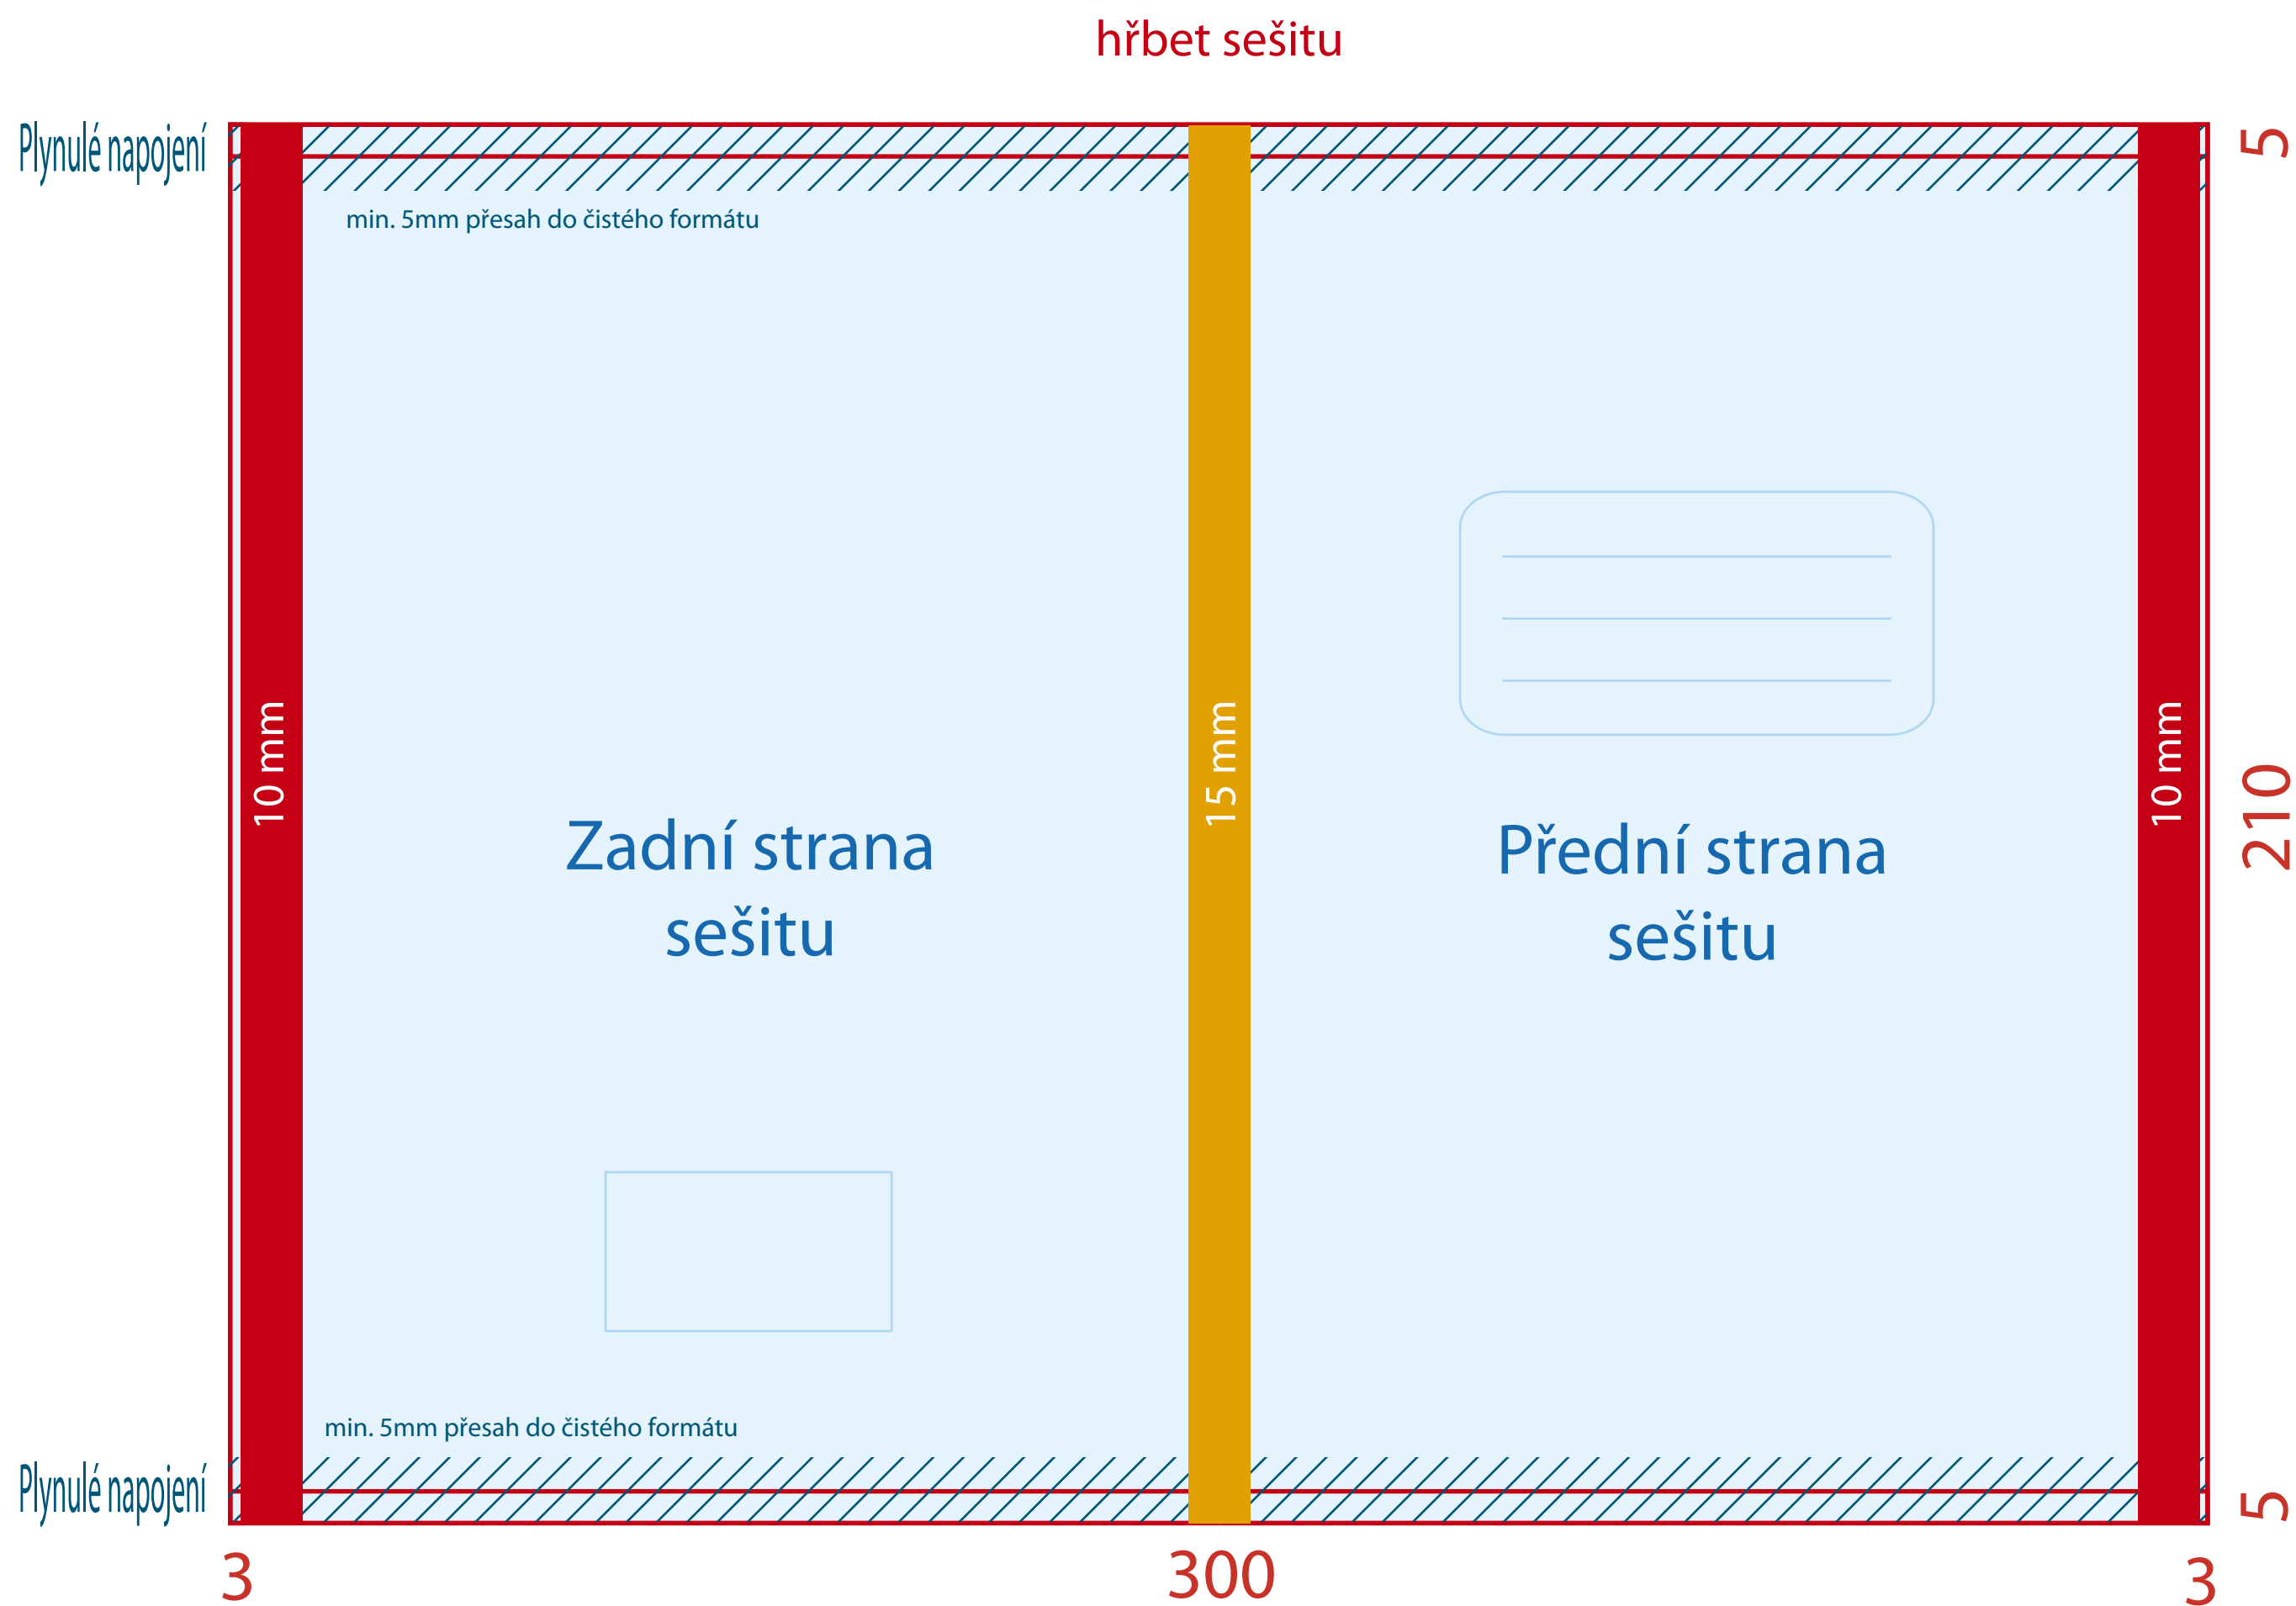 hřbet sešitu
Plynulé napojení
5
min. 5mm přesah do čistého formátu
10 mm
15 mm
10 mm
210
Zadní strana
sešitu
Přední strana
sešitu
min. 5mm přesah do čistého formátu
Plynulé napojení
5
3
300
3